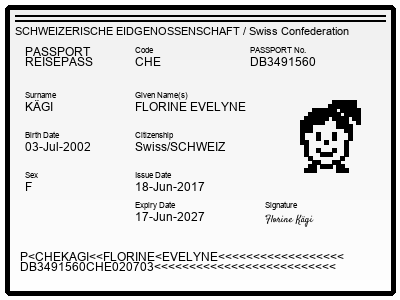 SCHWEIZERISCHE EIDGENOSSENSCHAFT / Swiss Confederation
PASSPORT
REISEPASS
Code
CHE
PASSPORT No.
DB3491560
Surname
KÄGI
Given Name(s)
FLORINE EVELYNE
Birth Date
03-Jul-2002
Citizenship
Swiss/SCHWEIZ
Sex
F
Issue Date
18-Jun-2017
Expiry Date
17-Jun-2027
Signature
Florine Kägi
P<CHEKAGI<<FLORINE<EVELYNE<<<<<<<<<<<<<<<<<<
DB3491560CHE020703<<<<<<<<<<<<<<<<<<<<<<<<<<